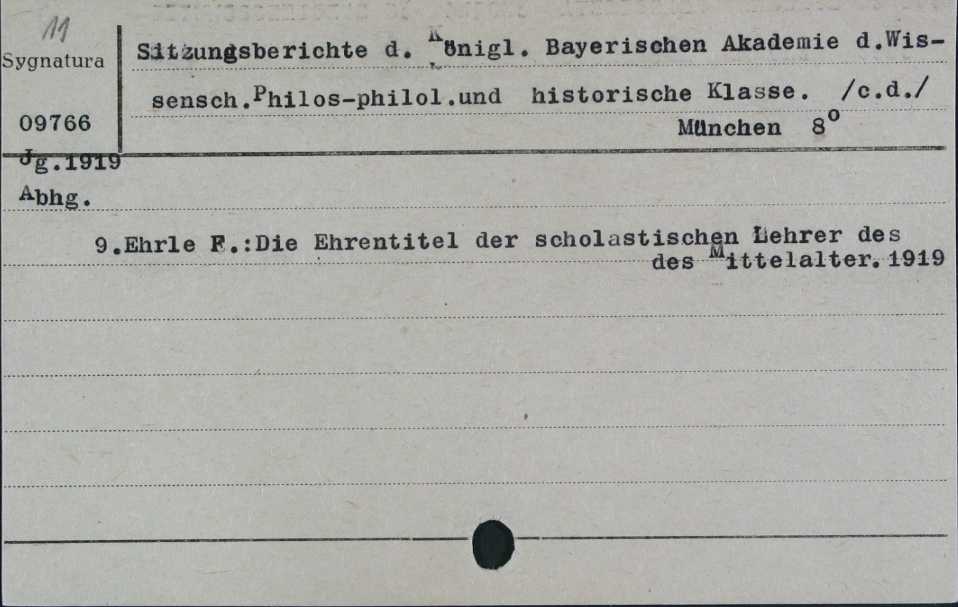 11
Sygnatura
Sitzungsberichte d. Königl. Bayerischen Akademie d.Wis-
sensch.Philos-philol.und historische Klasse. /c.d./
09766
München 8o
Jg.1919
Abhg.
9.Ehrle F.:Die Ehrentitel der scholastischen Lehrer des
des Mittelalter.1919